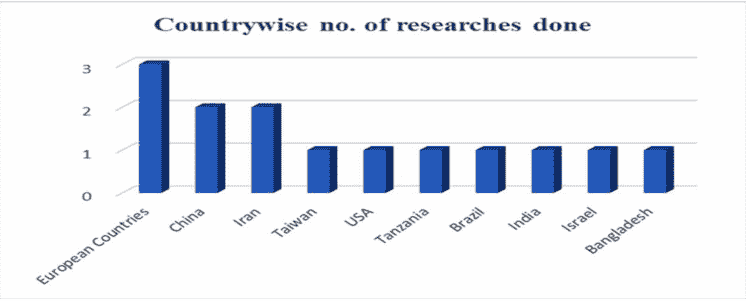 Countrywise no. of researches done
3
2
1
0
European Countries
China
Iran
Taiwan
USA
Tanzania
Brazil
India
Israel
Bangladesh